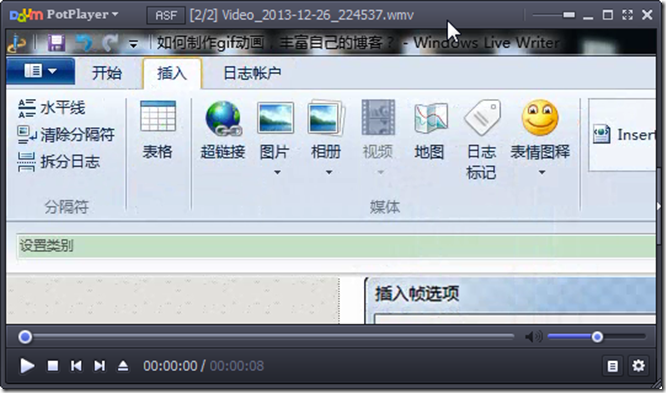 Daum PotPlayer ASF [2/2] Video_2013-12-26_224537.wmv
如何制作gif动画，丰富自己的博客？ - Windows Live Writer
开始 插入 日志帐户
水平线
清除分隔符
拆分日志
表格 超链接 图片 相册 视频 地图 日志标记 表情图释 Insert
分隔符 媒体
设置类别
插入帧选项
00:00:00 / 00:00:08